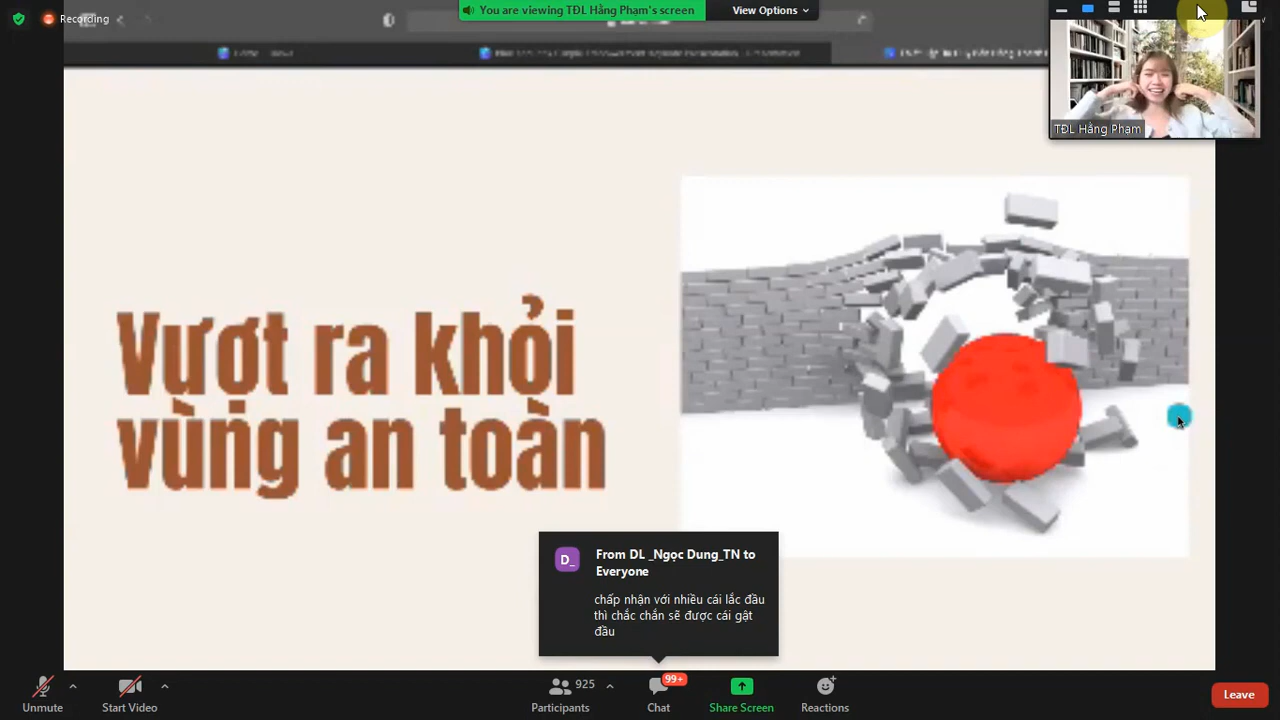 Recording
You are viewing TĐL Hằng Phạm's screen
View Options
TĐL Hằng Phạm
Vượt ra khỏi
vùng an toàn
From DL _Ngọc Dung_TN to
Everyone
D_
chấp nhận với nhiều cái lắc đầu
thì chắc chắn sẽ được cái gật
đầu
Unmute
Start Video
925
Participants
99+
Chat
Share Screen
Reactions
Leave